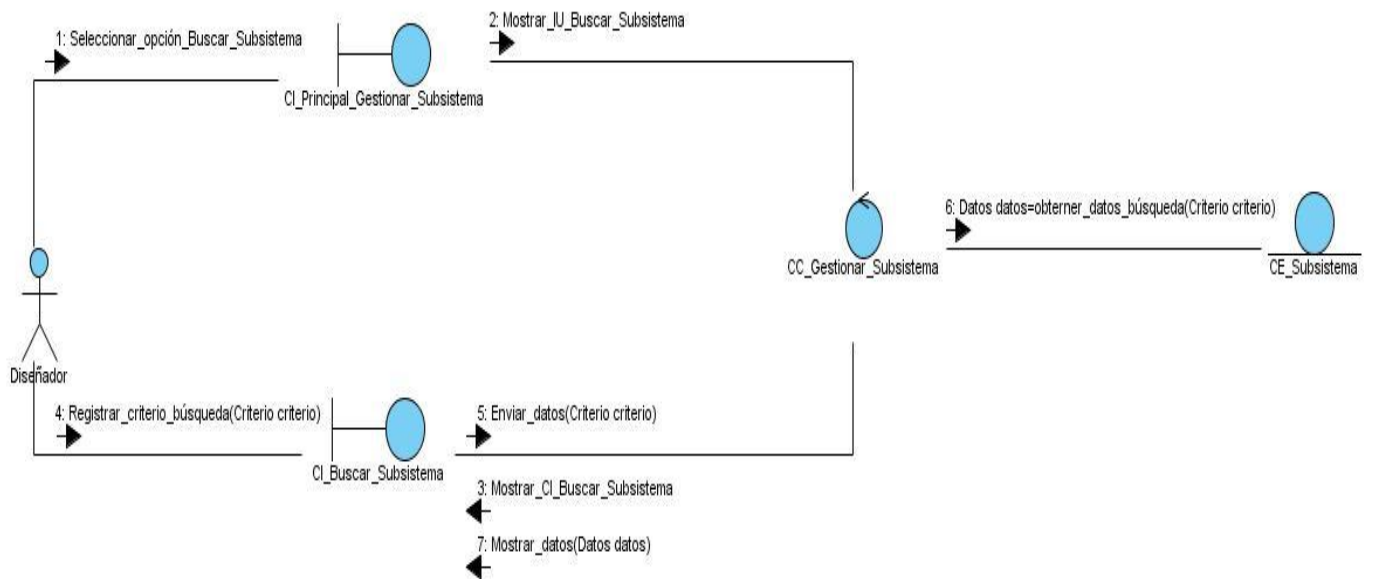 2: Mostrar_IU_Buscar_Subsistema
1: Seleccionar_opción_Buscar_Subsistema
CI_Principal_Gestionar_Subsistema
6: Datos datos=obterner_datos_búsqueda(Criterio criterio)
CC_Gestionar_Subsistema
CE_Subsistema
Diseñador
4: Registrar_criterio_búsqueda(Criterio criterio)
5: Enviar_datos(Criterio criterio)
CI_Buscar_Subsistema
3: Mostrar_CI_Buscar_Subsistema
7: Mostrar_datos(Datos datos)